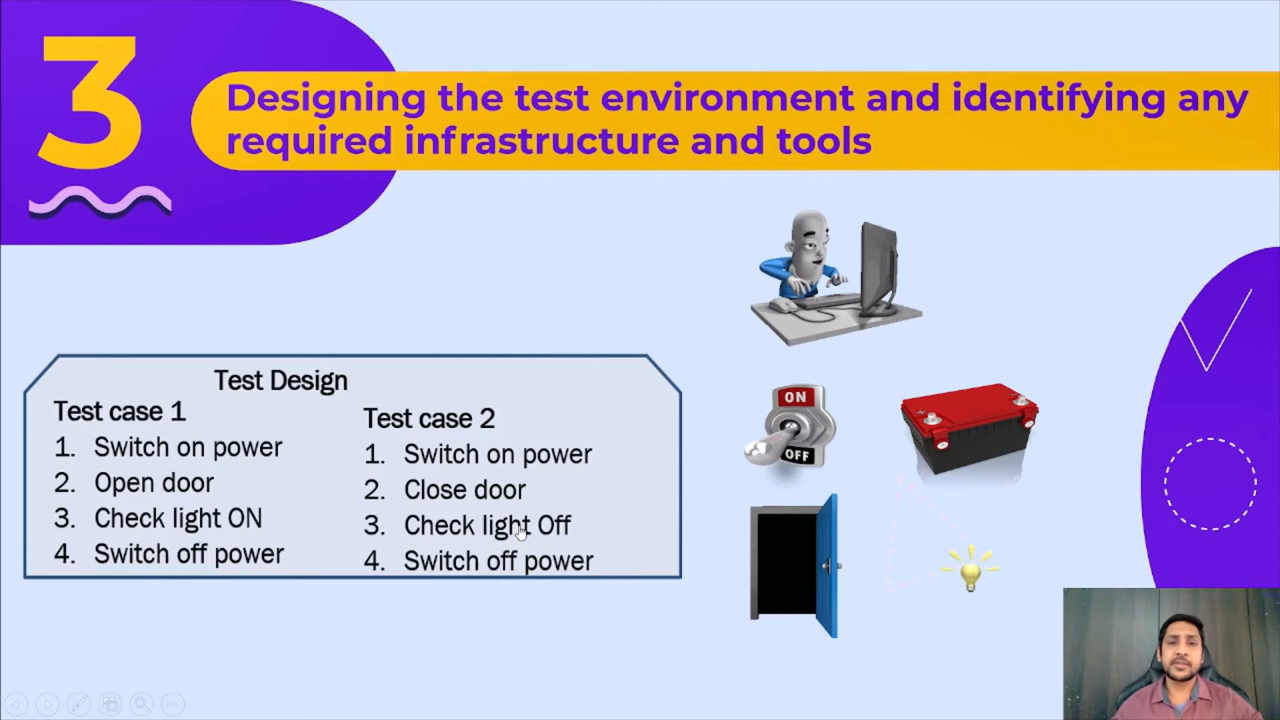 3
Designing the test environment and identifying any
required infrastructure and tools
Test Design
Test case 1
1. Switch on power
2. Open door
3. Check light ON
4. Switch off power
Test case 2
1. Switch on power
2. Close door
3. Check light Off
4. Switch off power
ON
OFF